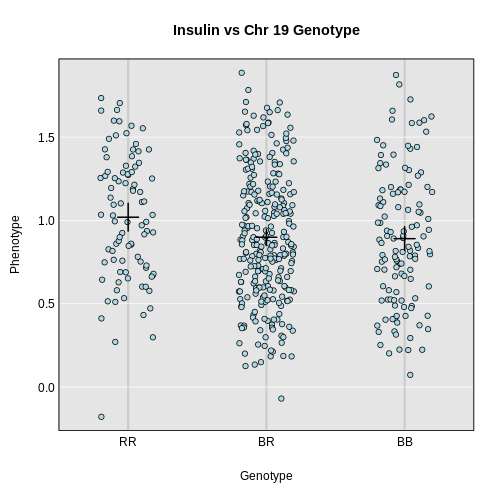 Insulin vs Chr 19 Genotype
Phenotype
1.5
1.0
0.5
0.0
RR BR BB
Genotype